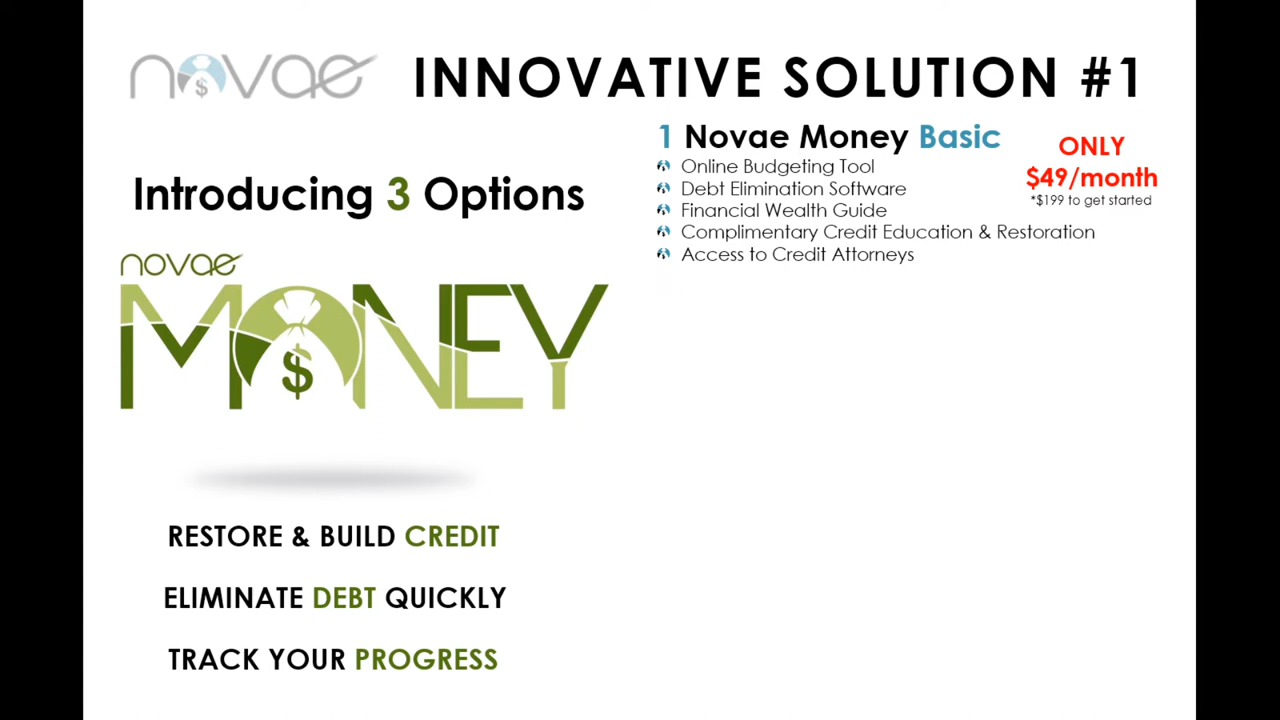 novae
INNOVATIVE SOLUTION #1
Introducing 3 Options
novae
MONEY
$
RESTORE & BUILD CREDIT
ELIMINATE DEBT QUICKLY
TRACK YOUR PROGRESS
1 Novae Money Basic
Online Budgeting Tool
Debt Elimination Software
Financial Wealth Guide
Complimentary Credit Education & Restoration
Access to Credit Attorneys
ONLY
$49/month
*$199 to get started